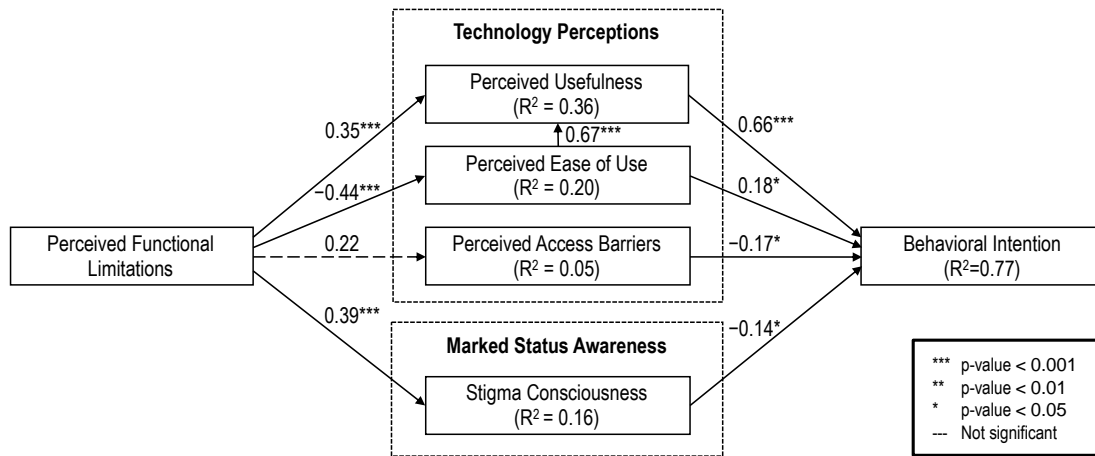 Technology Perceptions
Perceived Usefulness
(R² = 0.36)
0.35***
0.67***
0.66***
Perceived Ease of Use
(R² = 0.20)
−0.44***
0.18*
Perceived Functional
Limitations
0.22
Perceived Access Barriers
(R² = 0.05)
−0.17*
Behavioral Intention
(R²=0.77)
0.39***
Marked Status Awareness
−0.14*
Stigma Consciousness
(R² = 0.16)
*** p-value < 0.001
** p-value < 0.01
* p-value < 0.05
--- Not significant